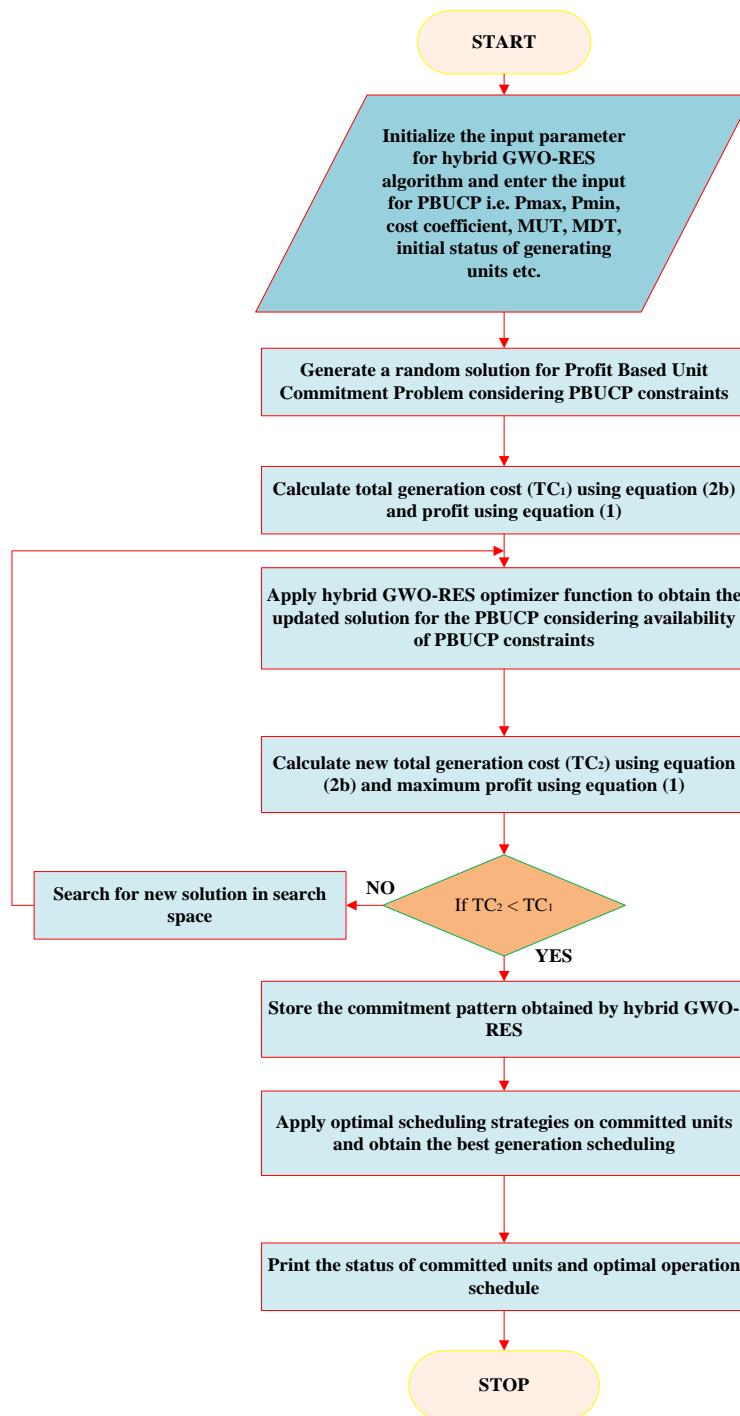 START
Initialize the input parameter
for hybrid GWO-RES
algorithm and enter the input
for PBUCP i.e. Pmax, Pmin,
cost coefficient, MUT, MDT,
initial status of generating
units etc.
Generate a random solution for Profit Based Unit
Commitment Problem considering PBUCP constraints
Calculate total generation cost (TC₁) using equation (2b)
and profit using equation (1)
Apply hybrid GWO-RES optimizer function to obtain the
updated solution for the PBUCP considering availability
of PBUCP constraints
Calculate new total generation cost (TC₂) using equation
(2b) and maximum profit using equation (1)
If TC₂ < TC₁
NO
Search for new solution in search
space
YES
Store the commitment pattern obtained by hybrid GWO-
RES
Apply optimal scheduling strategies on committed units
and obtain the best generation scheduling
Print the status of committed units and optimal operation
schedule
STOP